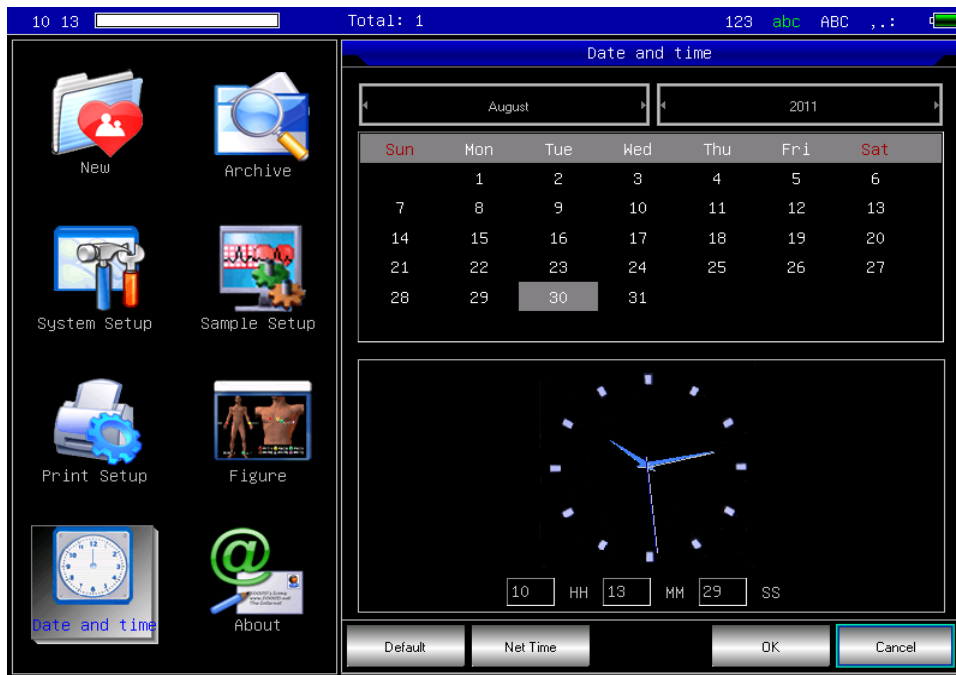 10 13 Total: 1 123 abc ABC ,.:
New
Archive
System Setup
Sample Setup
Print Setup
Figure
Date and time
About
Date and time
August 2011
Sun Mon Tue Wed Thu Fri Sat
1 2 3 4 5 6
7 8 9 10 11 12 13
14 15 16 17 18 19 20
21 22 23 24 25 26 27
28 29 30 31
10 HH 13 MM 29 SS
Default Net Time OK Cancel